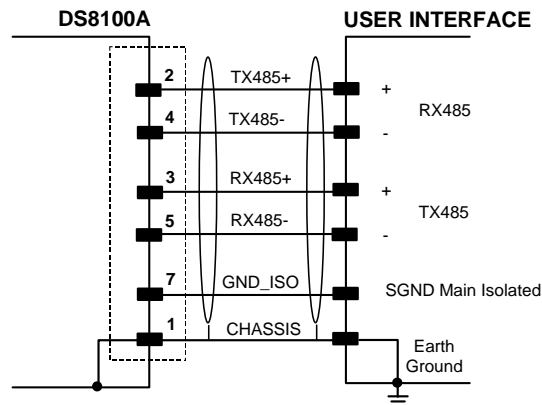 DS8100A USER INTERFACE
2 TX485+ +
RX485
4 TX485- -
3 RX485+ +
TX485
5 RX485- -
7 GND_ISO SGND Main Isolated
1 CHASSIS
Earth
Ground